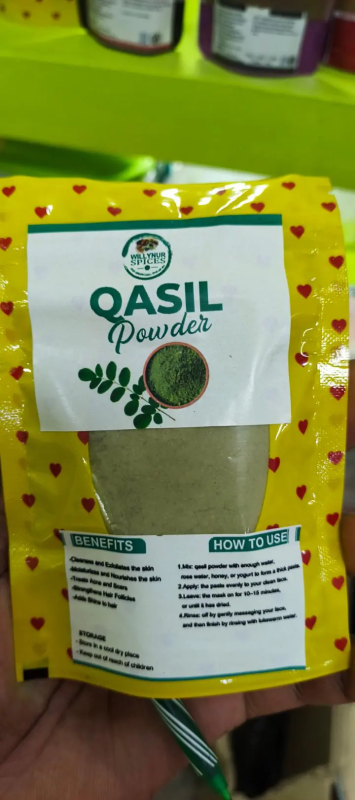 WILLYNUR
SPICES
QASIL
Powder
BENEFITS
-Cleanses and Exfoliates the skin
-Moisturises and Nourishes the skin
-Treats Acne and Scars
-Strengthens Hair Follicles
-Adds Shine to hair
STORAGE
- Store in a cool dry place
- Keep out of reach of children
HOW TO USE
1.Mix: qasil powder with enough water,
rose water, honey, or yogurt to form a thick paste.
2.Apply: the paste evenly to your clean face.
3.Leave: the mask on for 10–15 minutes,
or until it has dried.
4.Rinse: off by gently massaging your face,
and then finish by rinsing with lukewarm water.